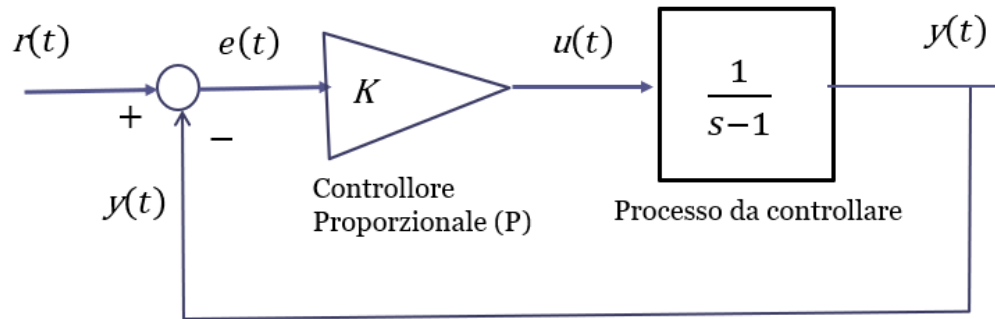 r(t)
e(t)
u(t)
y(t)
+
−
K
1
s−1
y(t)
Controllore
Proporzionale (P)
Processo da controllare